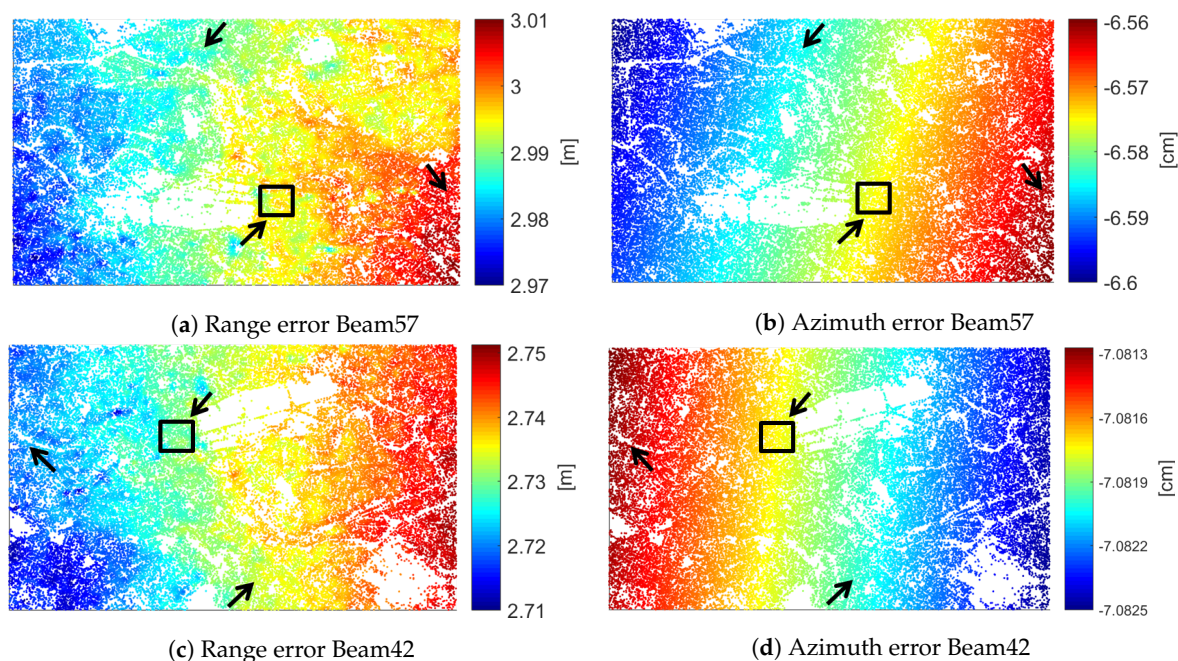 3.01
3
2.99
2.98
2.97
[m]
(a) Range error Beam57
-6.56
-6.57
-6.58
-6.59
-6.6
[cm]
(b) Azimuth error Beam57
2.75
2.74
2.73
2.72
2.71
[m]
(c) Range error Beam42
-7.0813
-7.0816
-7.0819
-7.0822
-7.0825
[cm]
(d) Azimuth error Beam42